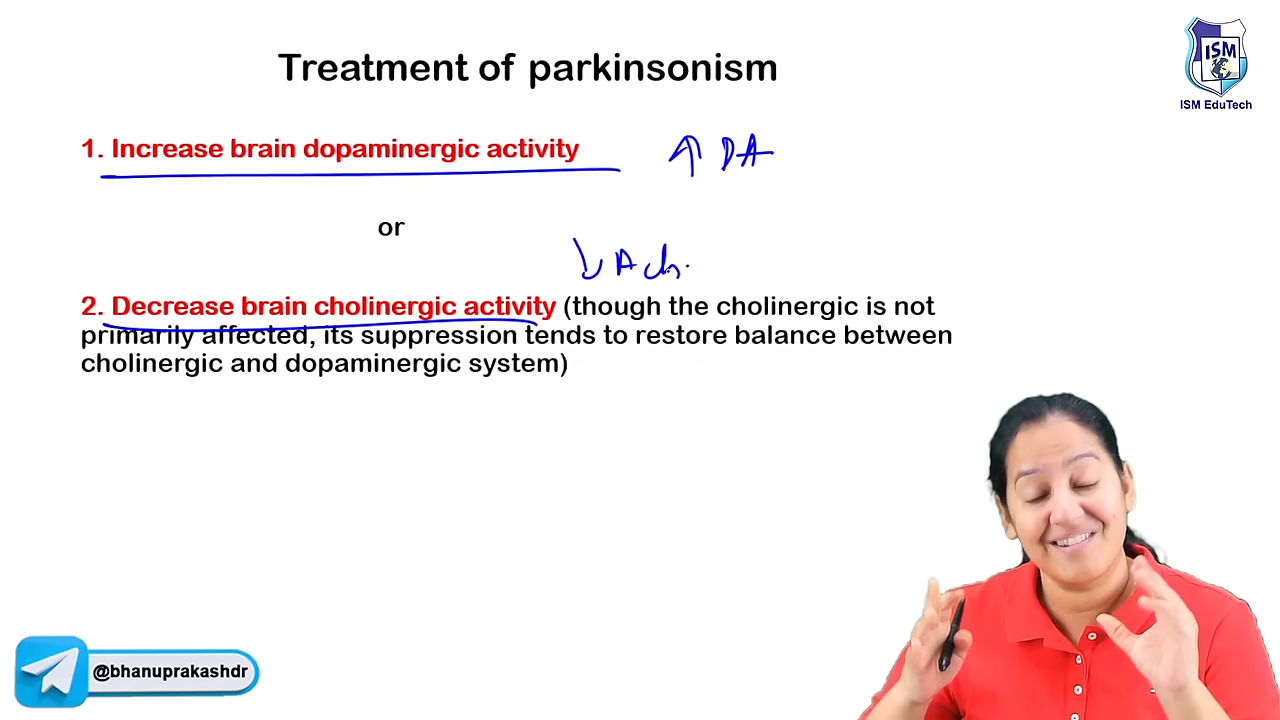 Treatment of parkinsonism
ISM
ISM EduTech
1. Increase brain dopaminergic activity
↑ DA
or
↓ Ach.
2. Decrease brain cholinergic activity (though the cholinergic is not
primarily affected, its suppression tends to restore balance between
cholinergic and dopaminergic system)
@bhanuprakashdr